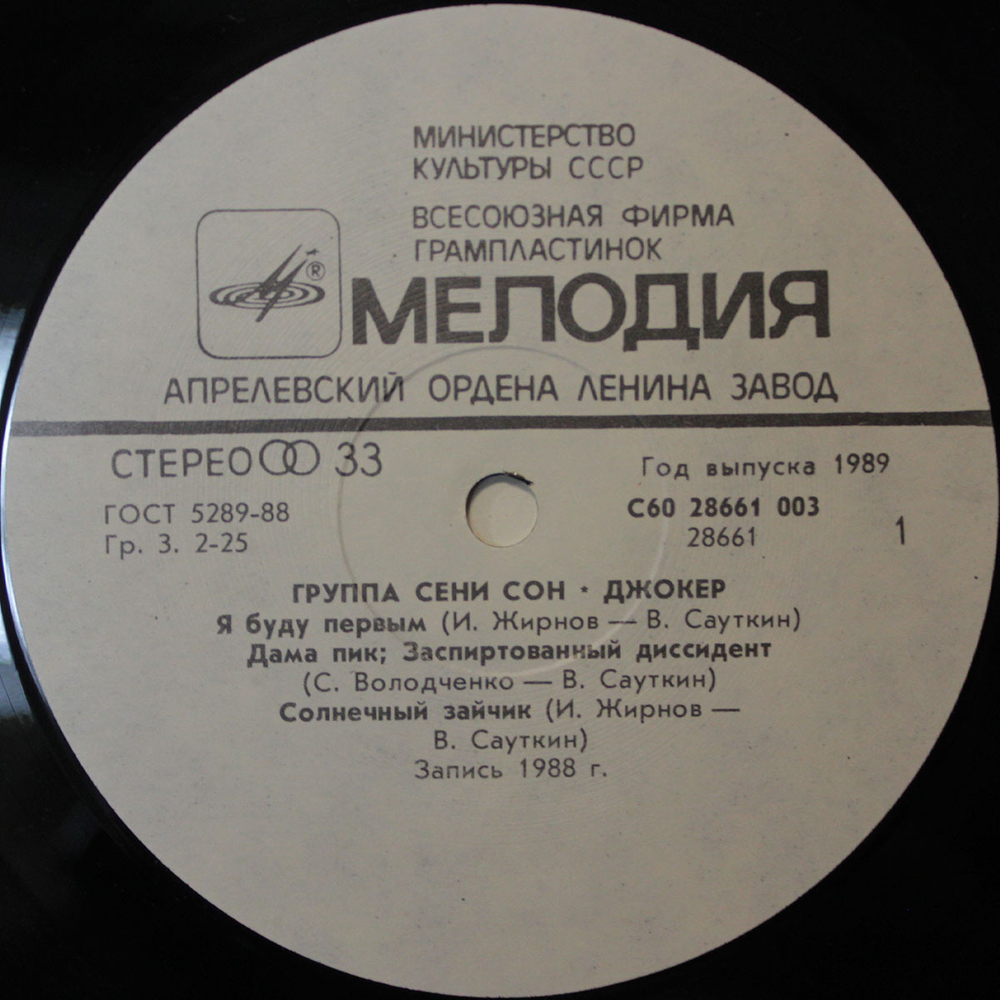 МИНИСТЕРСТВО
КУЛЬТУРЫ СССР
ВСЕСОЮЗНАЯ ФИРМА
ГРАМПЛАСТИНОК
®
МЕЛОДИЯ
АПРЕЛЕВСКИЙ ОРДЕНА ЛЕНИНА ЗАВОД
СТЕРЕО 33
Год выпуска 1989
ГОСТ 5289-88
С60 28661 003
Гр. 3. 2-25
28661
1
ГРУППА СЕНИ СОН · ДЖОКЕР
Я буду первым (И. Жирнов — В. Сауткин)
Дама пик; Заспиртованный диссидент
(С. Володченко — В. Сауткин)
Солнечный зайчик (И. Жирнов —
В. Сауткин)
Запись 1988 г.